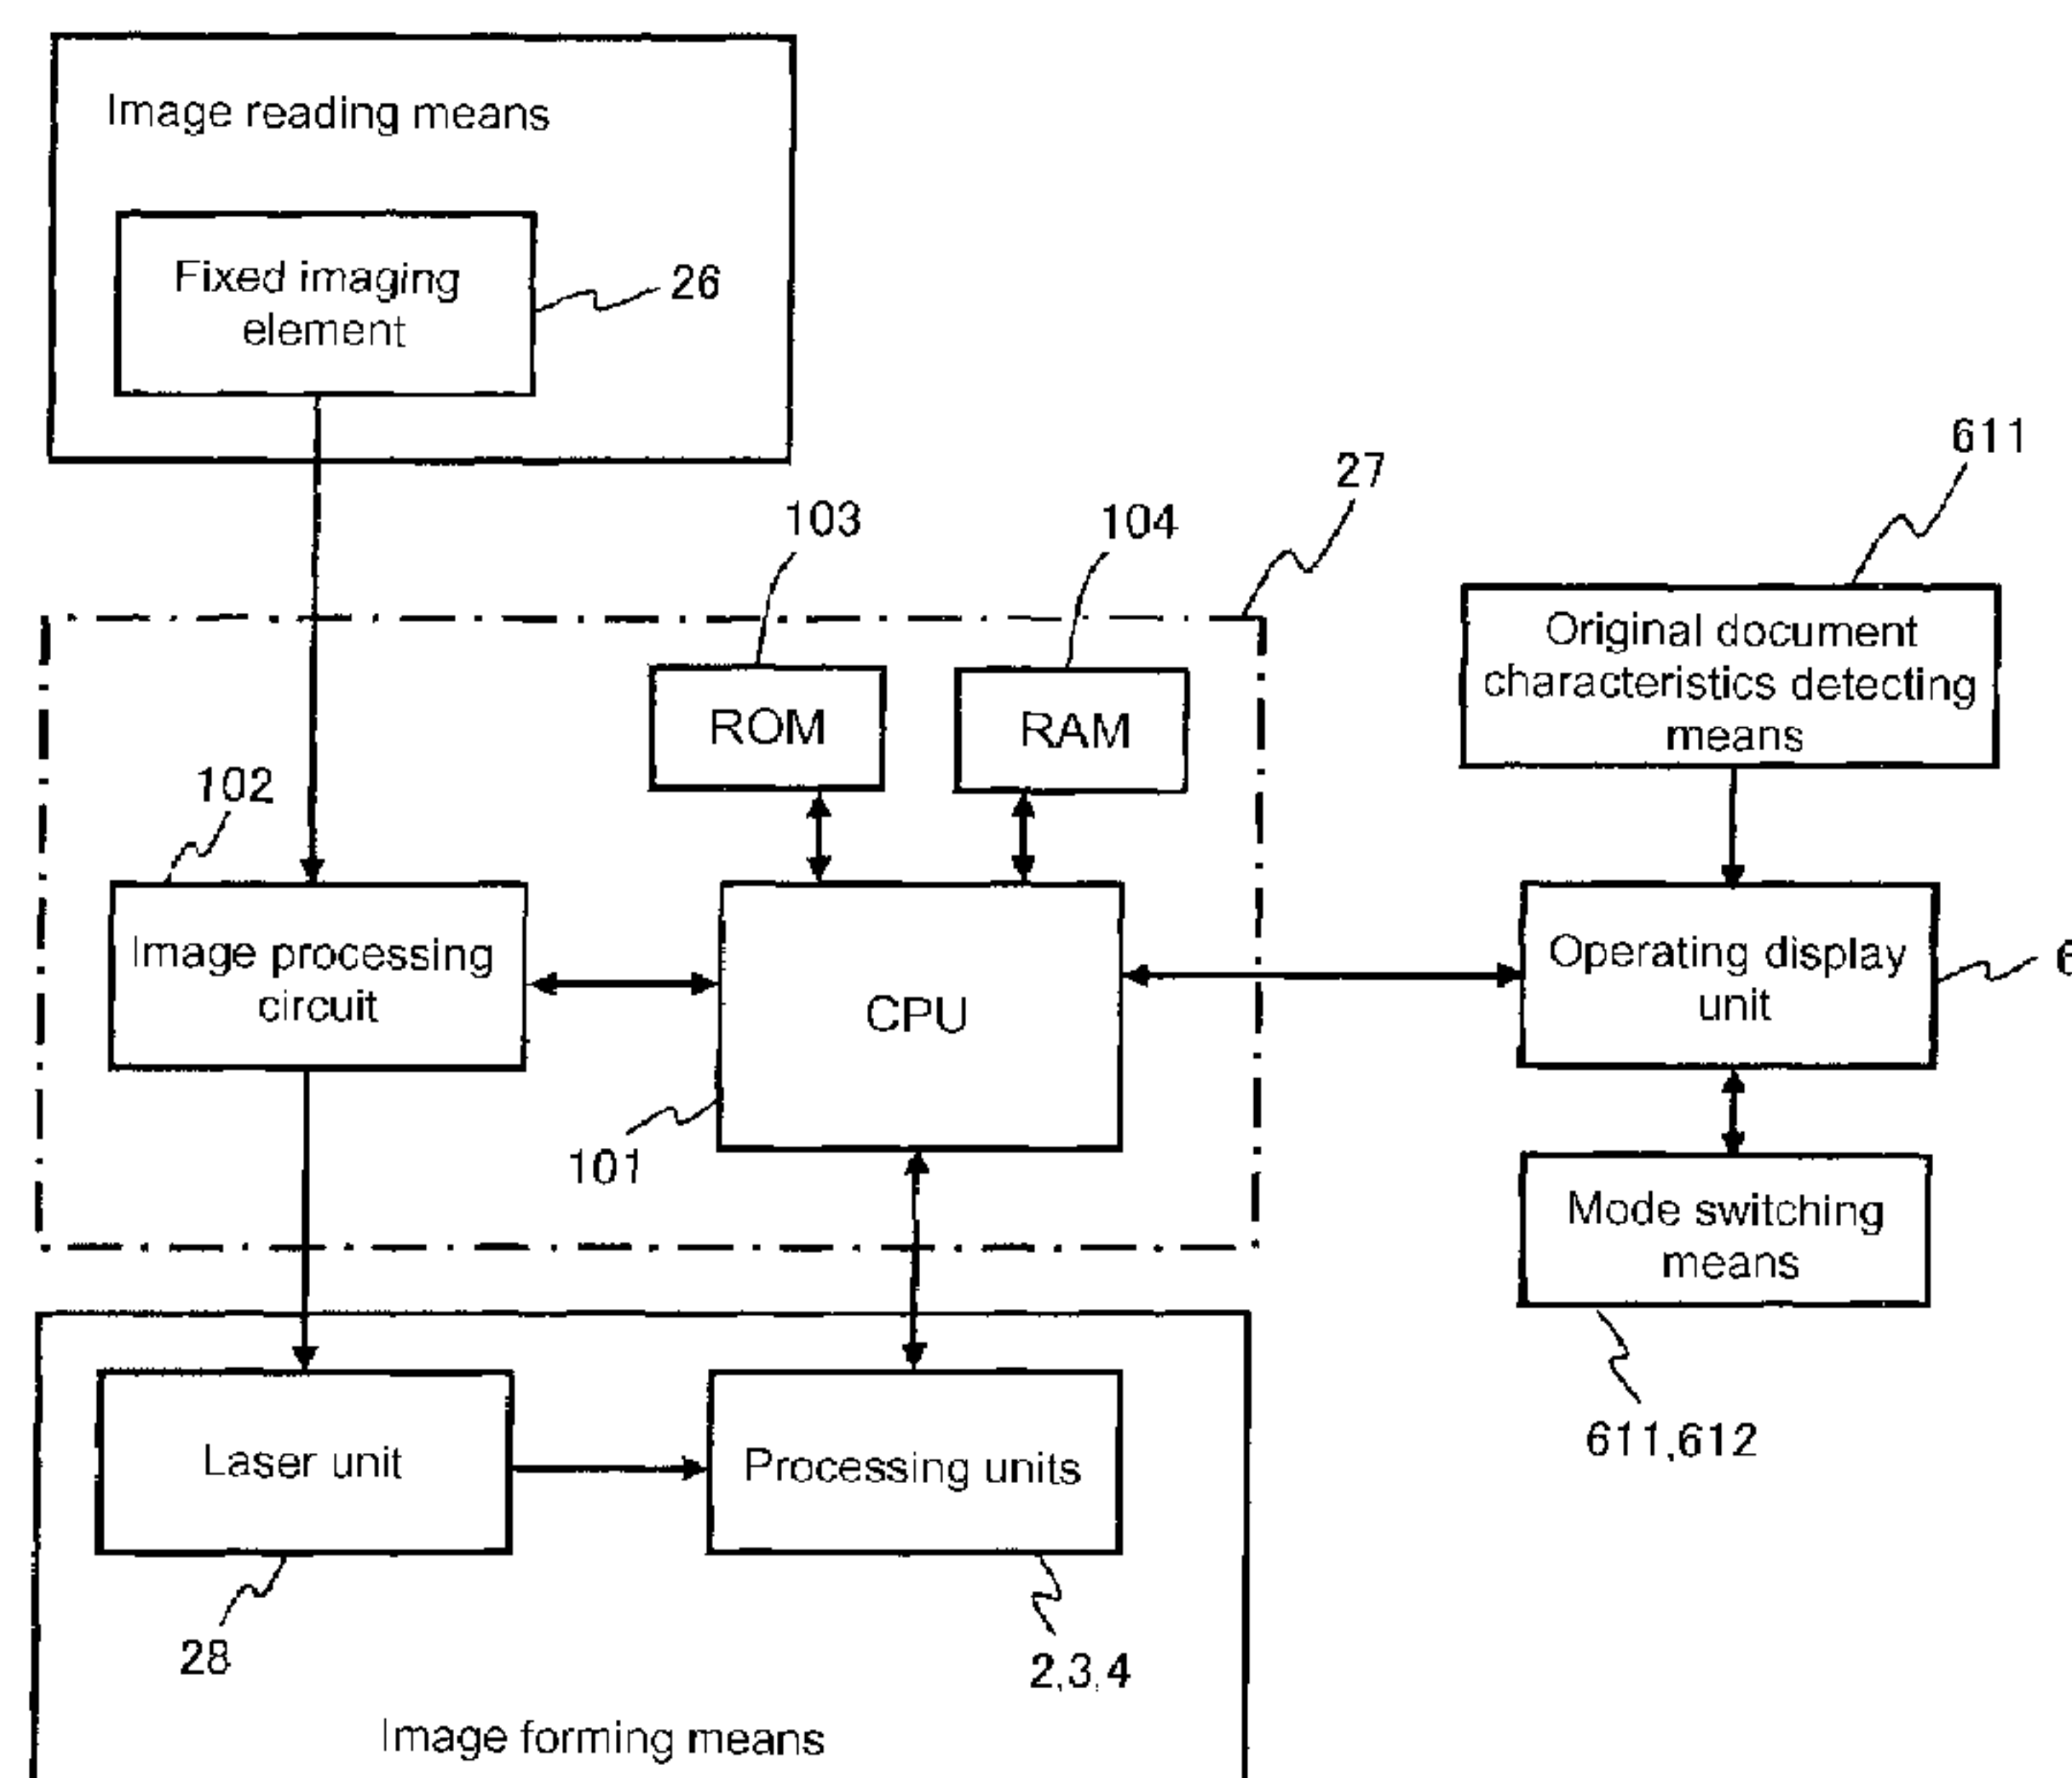 Image reading means
Fixed imaging
element
26
611
27
103
104
Original document
characteristics detecting
means
ROM
RAM
102
Image processing
circuit
CPU
Operating display
unit
6
101
Mode switching
means
611,612
Laser unit
Processing units
28
2,3,4
Image forming means